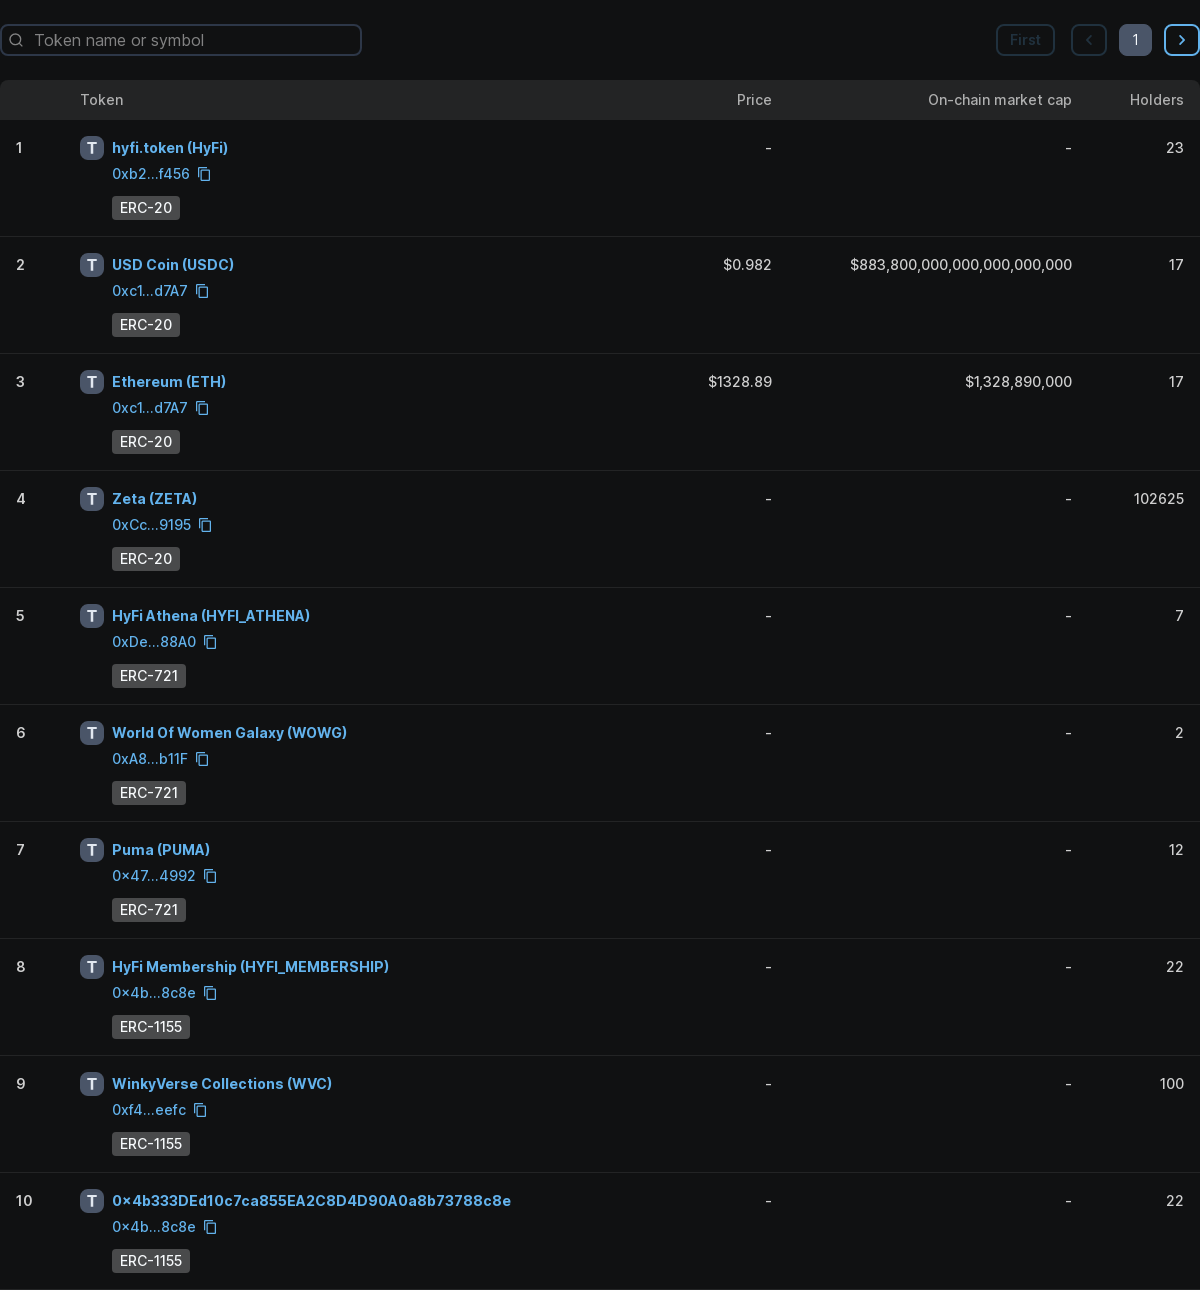 Token name or symbol
First
1
Token Price On-chain market cap Holders
1 T hyfi.token (HyFi) - - 23
0xb2...f456
ERC-20
2 T USD Coin (USDC) $0.982 $883,800,000,000,000,000,000 17
0xc1...d7A7
ERC-20
3 T Ethereum (ETH) $1328.89 $1,328,890,000 17
0xc1...d7A7
ERC-20
4 T Zeta (ZETA) - - 102625
0xCc...9195
ERC-20
5 T HyFi Athena (HYFI_ATHENA) - - 7
0xDe...88A0
ERC-721
6 T World Of Women Galaxy (WOWG) - - 2
0xA8...b11F
ERC-721
7 T Puma (PUMA) - - 12
0x47...4992
ERC-721
8 T HyFi Membership (HYFI_MEMBERSHIP) - - 22
0x4b...8c8e
ERC-1155
9 T WinkyVerse Collections (WVC) - - 100
0xf4...eefc
ERC-1155
10 T 0x4b333DEd10c7ca855EA2C8D4D90A0a8b73788c8e - - 22
0x4b...8c8e
ERC-1155